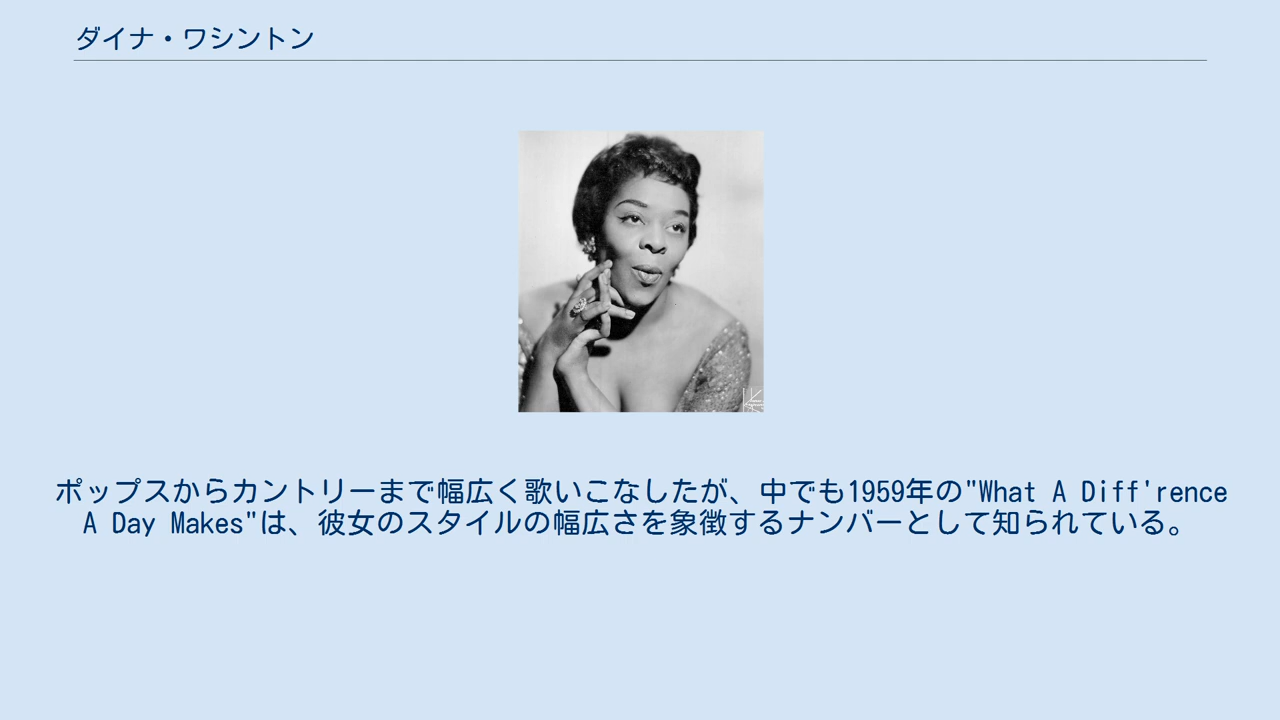 ダイナ・ワシントン
ポップスからカントリーまで幅広く歌いこなしたが、中でも1959年の"What A Diff'rence
A Day Makes"は、彼女のスタイルの幅広さを象徴するナンバーとして知られている。